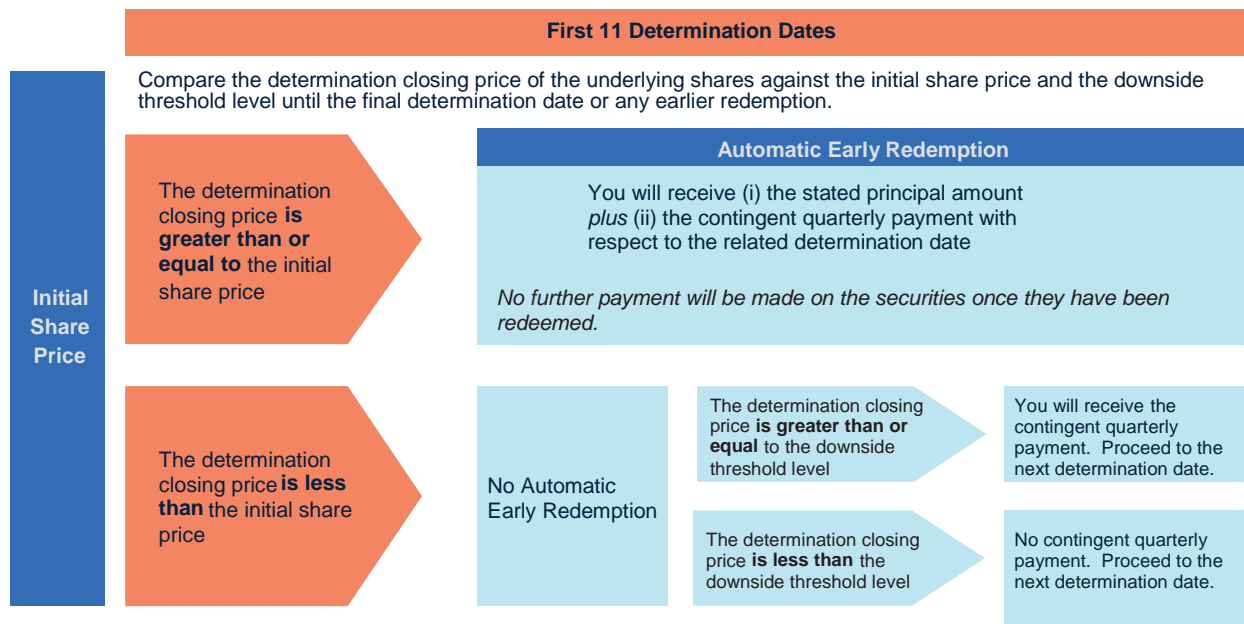 First 11 Determination Dates
Compare the determination closing price of the underlying shares against the initial share price and the downside
threshold level until the final determination date or any earlier redemption.
Initial
Share
Price
The determination
closing price is
greater than or
equal to the initial
share price
Automatic Early Redemption
You will receive (i) the stated principal amount
plus (ii) the contingent quarterly payment with
respect to the related determination date
No further payment will be made on the securities once they have been
redeemed.
The determination
closing price is less
than the initial share
price
No Automatic
Early Redemption
The determination closing
price is greater than or
equal to the downside
threshold level
You will receive the
contingent quarterly
payment. Proceed to the
next determination date.
The determination closing
price is less than the
downside threshold level
No contingent quarterly
payment. Proceed to the
next determination date.